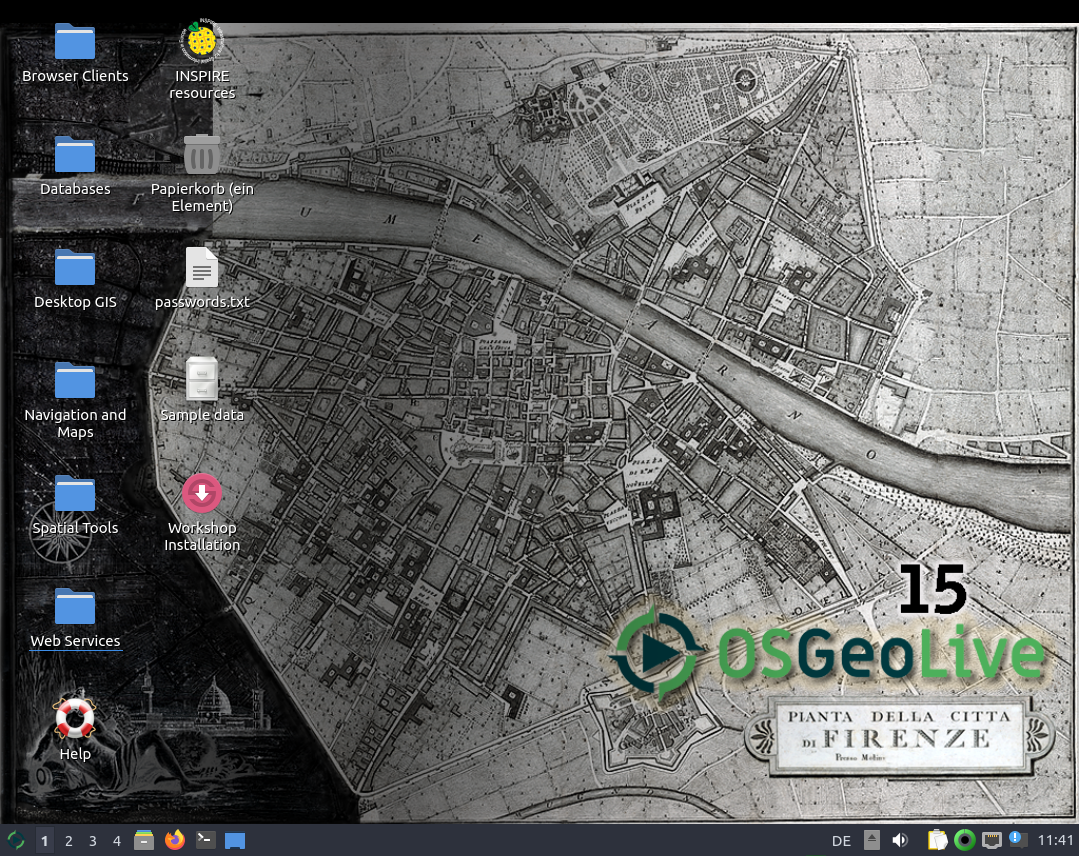 Browser Clients
INSPIRE
resources
Databases
Papierkorb (ein
Element)
Desktop GIS
passwords.txt
Navigation and
Maps
Sample data
Spatial Tools
Workshop
Installation
Web Services
Help
F I U M E
A R N O
PIAZZA
PITTI
15
OSGeoLive
PIANTA DELLA CITTA
DI FIRENZE
1 2 3 4
DE
11:41